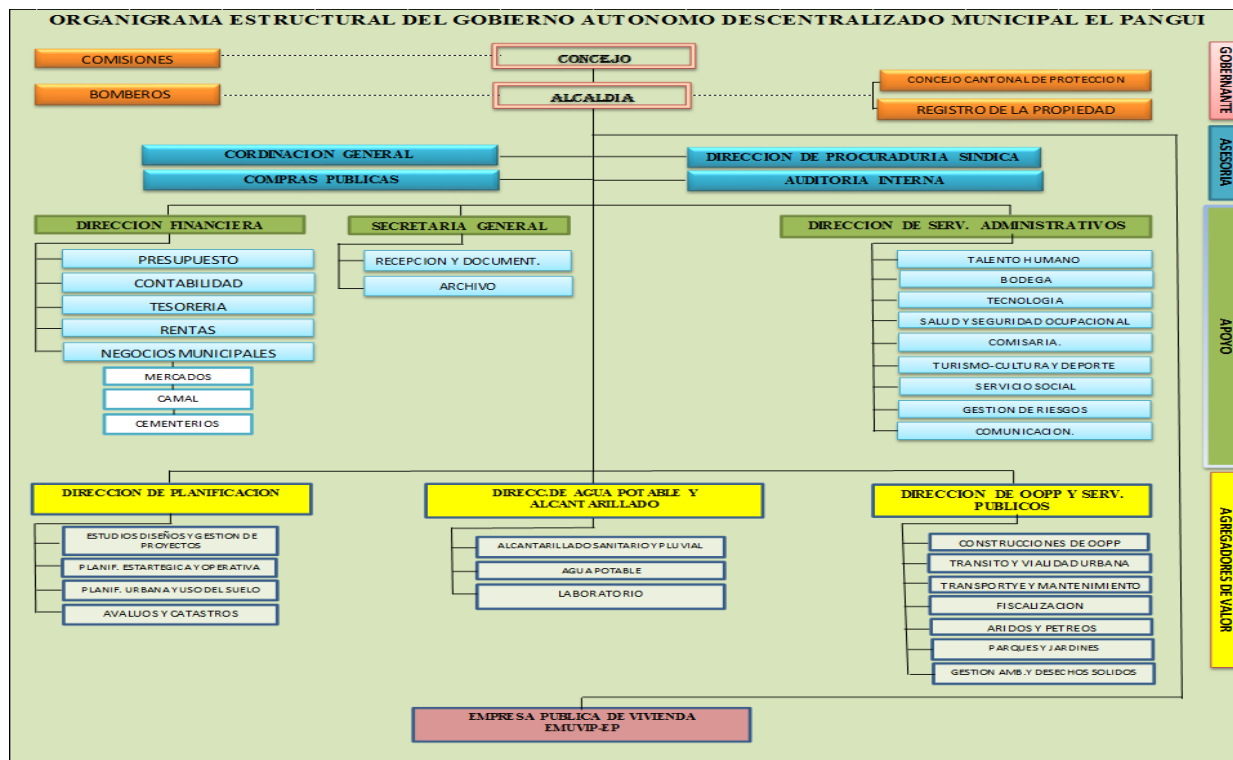 ORGANIGRAMA ESTRUCTURAL DEL GOBIERNO AUTONOMO DESCENTRALIZADO MUNICIPAL EL PANGUI
COMISIONES
CONCEJO
BOMBEROS
ALCALDIA
CONCEJO CANTONAL DE PROTECCION
REGISTRO DE LA PROPIEDAD
GOBERNANTE
CORDINACION GENERAL
DIRECCION DE PROCURADURIA SINDICA
COMPRAS PUBLICAS
AUDITORIA INTERNA
ASESORIA
DIRECCION FINANCIERA
PRESUPUESTO
CONTABILIDAD
TESORERIA
RENTAS
NEGOCIOS MUNICIPALES
MERCADOS
CAMAL
CEMENTERIOS
SECRETARIA GENERAL
RECEPCION Y DOCUMENT.
ARCHIVO
DIRECCION DE SERV. ADMINISTRATIVOS
TALENTO HUMANO
BODEGA
TECNOLOGIA
SALUD Y SEGURIDAD OCUPACIONAL
COMISARIA.
TURISMO-CULTURA Y DEPORTE
SERVICIO SOCIAL
GESTION DE RIESGOS
COMUNICACION.
APOYO
DIRECCION DE PLANIFICACION
ESTUDIOS DISEÑOS Y GESTION DE
PROYECTOS
PLANIF. ESTARTEGICA Y OPERATIVA
PLANIF. URBANA Y USO DEL SUELO
AVALUOS Y CATASTROS
DIRECC.DE AGUA POTABLE Y
ALCANTARILLADO
ALCANTARILLADO SANITARIO Y PLUVIAL
AGUA POTABLE
LABORATORIO
DIRECCION DE OOPP Y SERV.
PUBLICOS
CONSTRUCCIONES DE OOPP
TRANSITO Y VIALIDAD URBANA
TRANSPORTYE Y MANTENIMIENTO
FISCALIZACION
ARIDOS Y PETREOS
PARQUES Y JARDINES
GESTION AMB. Y DESECHOS SOLIDOS
AGREGADORES DE VALOR
EMPRESA PUBLICA DE VIVIENDA
EMUVIP-EP